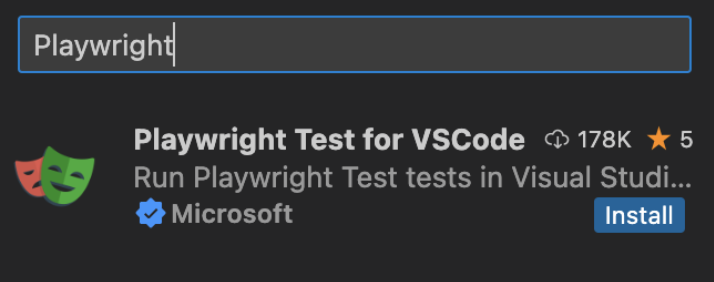 Playwright
Playwright Test for VSCode 178K 5
Run Playwright Test tests in Visual Studi...
Microsoft Install